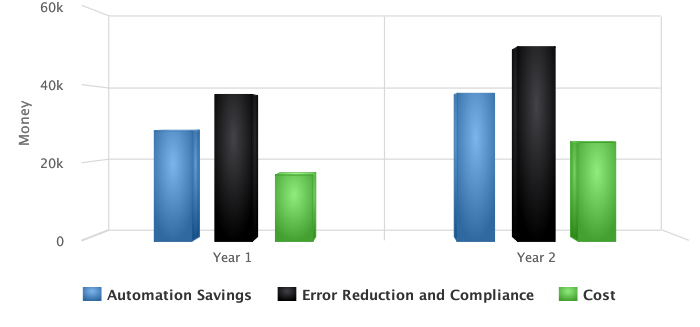 60k
40k
20k
0
Money
Year 1
Year 2
Automation Savings
Error Reduction and Compliance
Cost